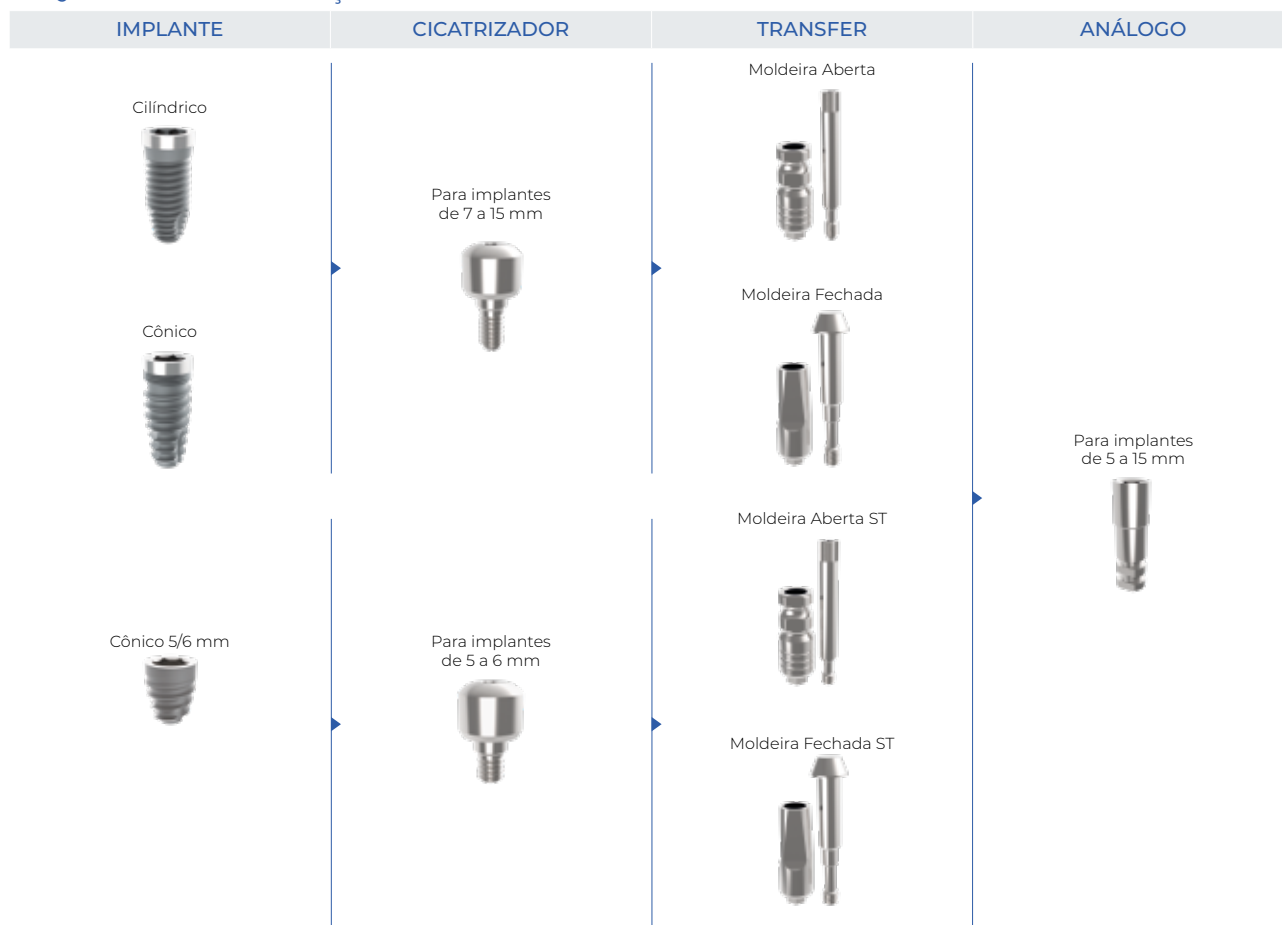 IMPLANTE
CICATRIZADOR
TRANSFER
ANÁLOGO
Cilíndrico
Cônico
Para implantes
de 7 a 15 mm
Moldeira Aberta
Moldeira Fechada
Cônico 5/6 mm
Para implantes
de 5 a 6 mm
Moldeira Aberta ST
Moldeira Fechada ST
Para implantes
de 5 a 15 mm